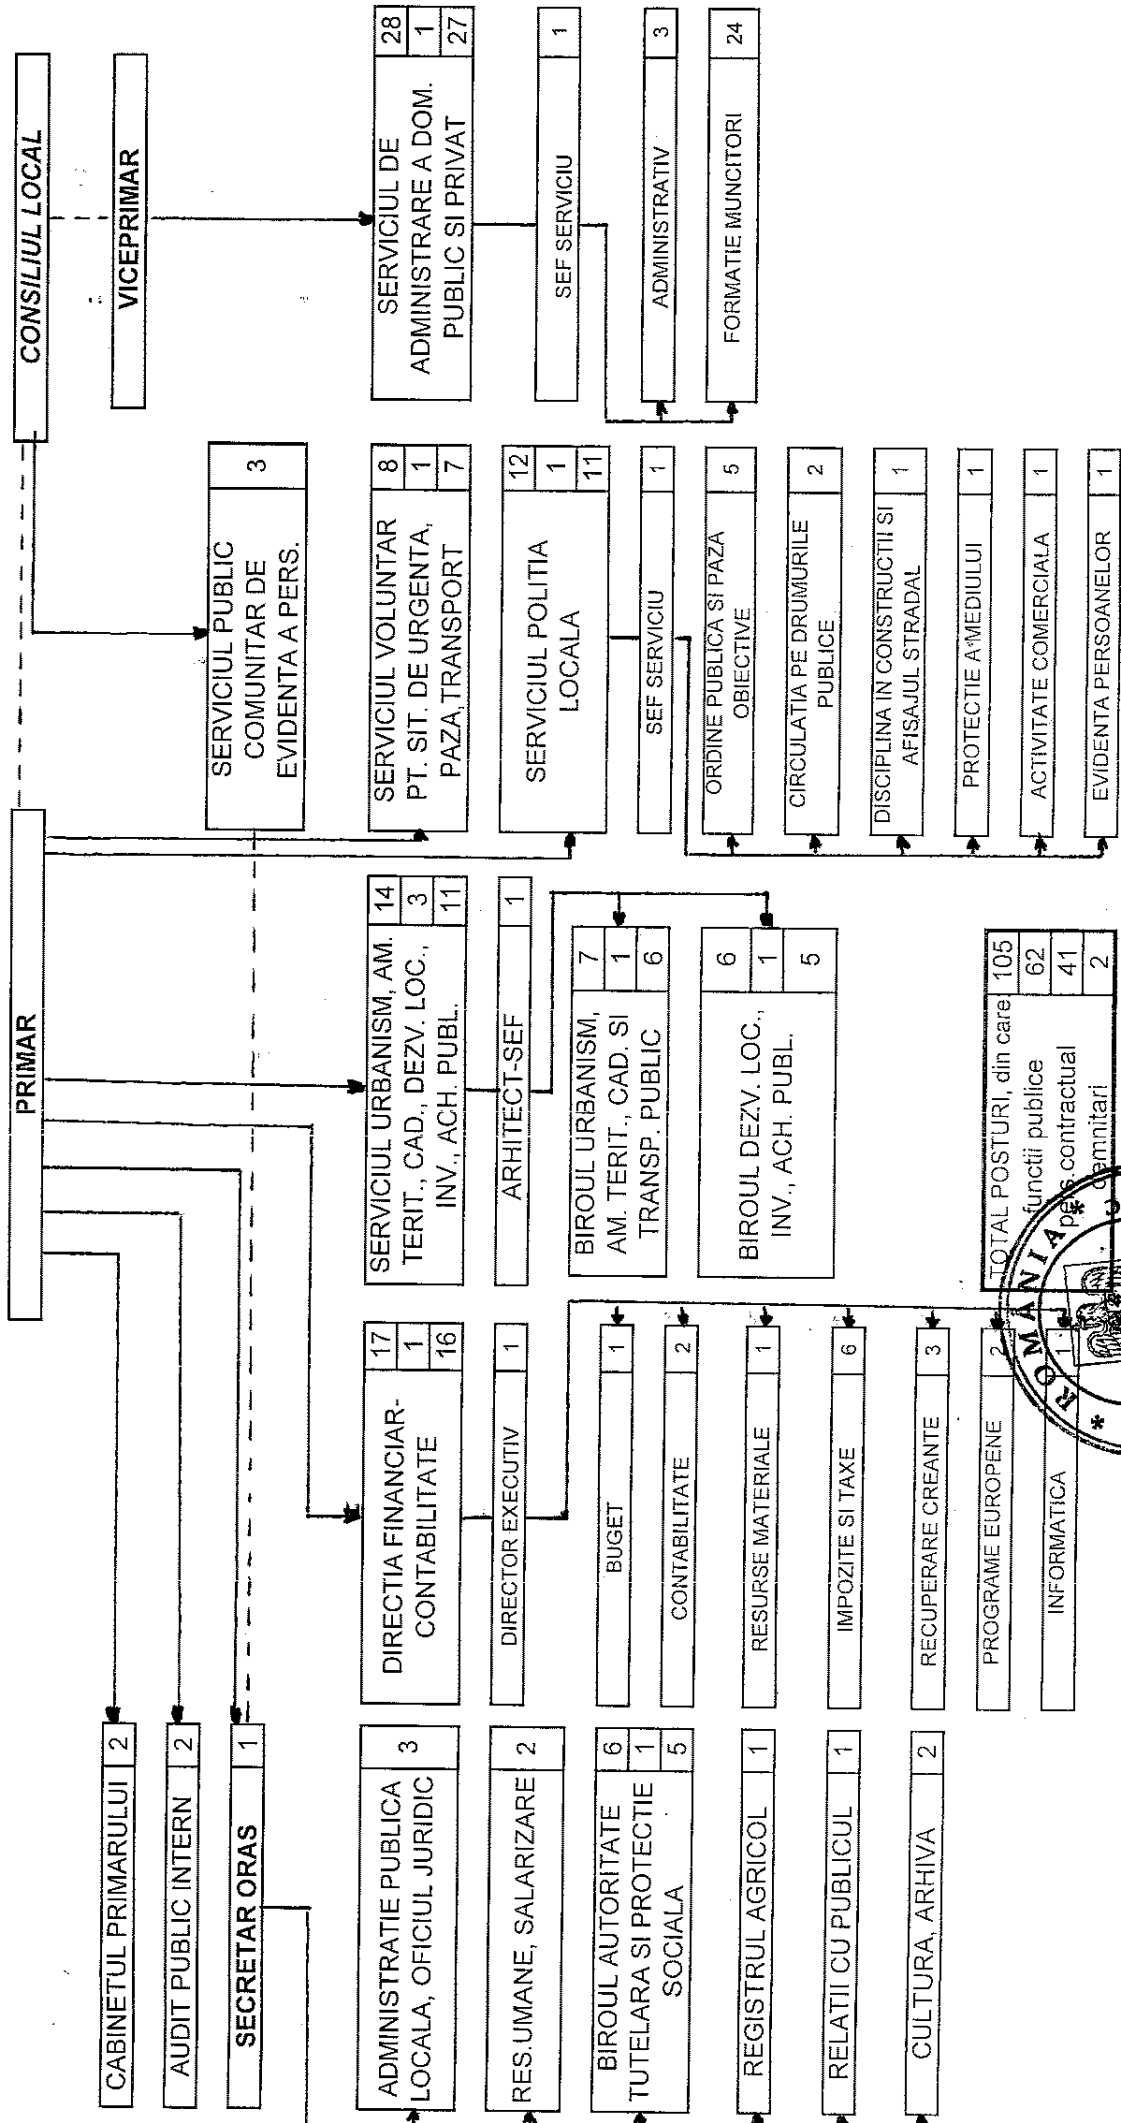 PRIMAR
CONSILIUL LOCAL
VICEPRIMAR
CABINETUL PRIMARULUI 2
AUDIT PUBLIC INTERN 2
SECRETAR ORAS 1
ADMINISTRATIE PUBLICA
LOCALA, OFICIUL JURIDIC
3
RES.UMANE, SALARIZARE 2
BIROUL AUTORITATE
TUTELARA SI PROTECTIE
SOCIALA
6
1
5
REGISTRUL AGRICOL 1
RELATII CU PUBLICUL 1
CULTURA, ARHIVA 2
DIRECTIA FINANCIAR-
CONTABILITATE
17
1
16
DIRECTOR EXECUTIV 1
BUGET 1
CONTABILITATE 2
RESURSE MATERIALE 1
IMPOZITE SI TAXE 6
RECUPERARE CREANTE 3
PROGRAME EUROPENE 2
INFORMATICA 1
SERVICIUL URBANISM, AM.
TERIT., CAD., DEZV. LOC.,
INV., ACH. PUBL.
14
3
11
ARHITECT-SEF 1
BIROUL URBANISM,
AM. TERIT., CAD. SI
TRANSP. PUBLIC
7
1
6
BIROUL DEZV. LOC.,
INV., ACH. PUBL.
6
1
5
TOTAL POSTURI, din care 105
functii publice 62
pers.contractual 41
demnitari 2
* ROMANIA *
SERVICIUL PUBLIC
COMUNITAR DE
EVIDENTA A PERS.
3
SERVICIUL VOLUNTAR
PT. SIT. DE URGENTA,
PAZA,TRANSPORT
8
1
7
SERVICIUL POLITIA
LOCALA
12
1
11
SEF SERVICIU 1
ORDINE PUBLICA SI PAZA
OBIECTIVE
5
CIRCULATIA PE DRUMURILE
PUBLICE
2
DISCIPLINA IN CONSTRUCTII SI
AFISAJUL STRADAL
1
PROTECTIE A MEDIULUI 1
ACTIVITATE COMERCIALA 1
EVIDENTA PERSOANELOR 1
SERVICIUL DE
ADMINISTRARE A DOM.
PUBLIC SI PRIVAT
28
1
27
SEF SERVICIU 1
ADMINISTRATIV 3
FORMATIE MUNCITORI 24